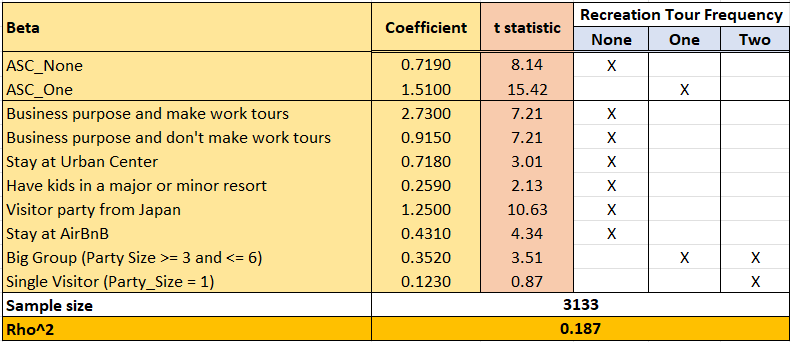 Beta Coefficient t statistic Recreation Tour Frequency
None One Two
ASC_None 0.7190 8.14 X
ASC_One 1.5100 15.42 X
Business purpose and make work tours 2.7300 7.21 X
Business purpose and don't make work tours 0.9150 7.21 X
Stay at Urban Center 0.7180 3.01 X
Have kids in a major or minor resort 0.2590 2.13 X
Visitor party from Japan 1.2500 10.63 X
Stay at AirBnB 0.4310 4.34 X
Big Group (Party Size >= 3 and <= 6) 0.3520 3.51 X X
Single Visitor (Party_Size = 1) 0.1230 0.87 X
Sample size 3133
Rho^2 0.187